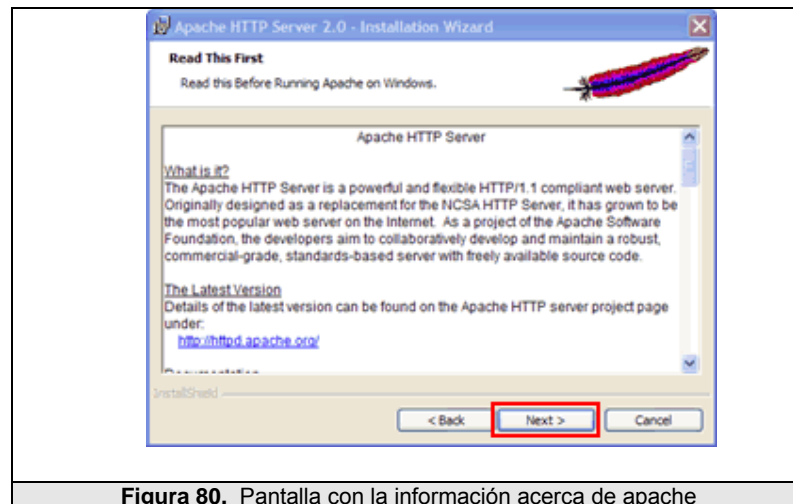 Apache HTTP Server 2.0 - Installation Wizard
Read This First
Read this Before Running Apache on Windows.
Apache HTTP Server
What is it?
The Apache HTTP Server is a powerful and flexible HTTP/1.1 compliant web server.
Originally designed as a replacement for the NCSA HTTP Server, it has grown to be
the most popular web server on the Internet. As a project of the Apache Software
Foundation, the developers aim to collaboratively develop and maintain a robust,
commercial-grade, standards-based server with freely available source code.
The Latest Version
Details of the latest version can be found on the Apache HTTP server project page
under:
http://httpd.apache.org/
InstallShield
< Back Next > Cancel
Figura 80. Pantalla con la información acerca de apache